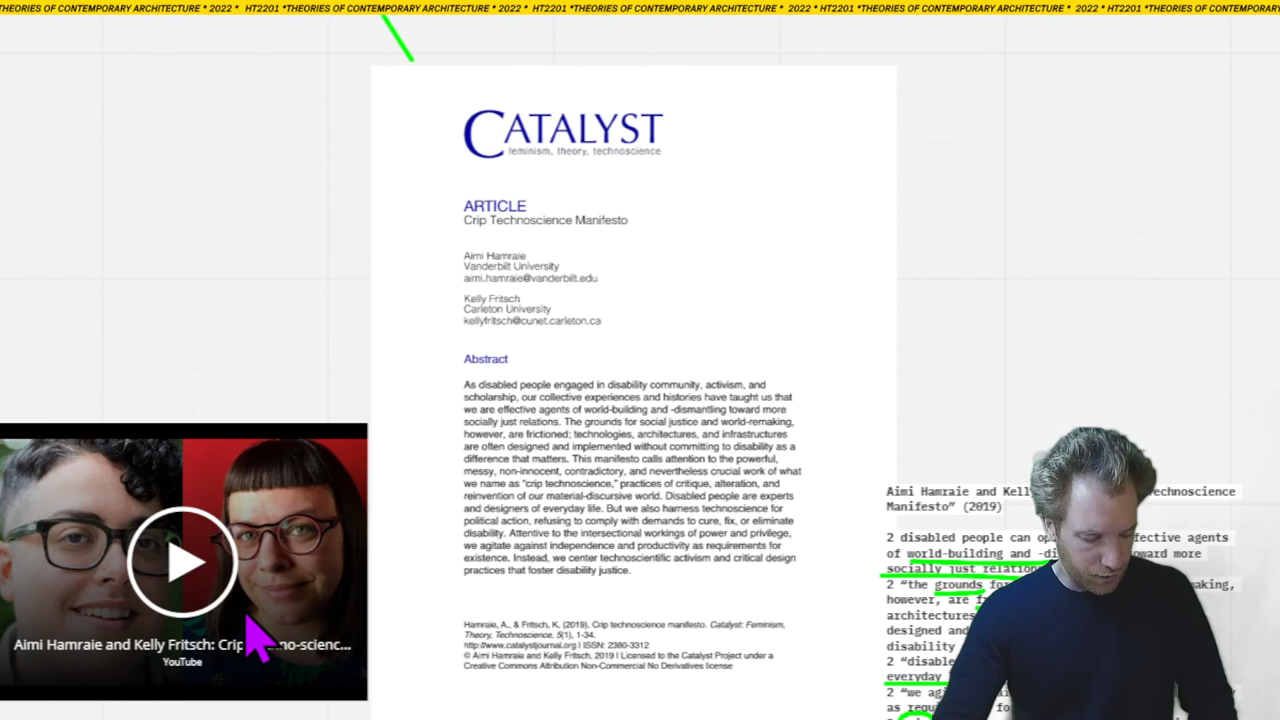 THEORIES OF CONTEMPORARY ARCHITECTURE * 2022 * HT2201 *THEORIES OF CONTEMPORARY ARCHITECTURE * 2022 * HT2201 *THEORIES OF CONTEMPORARY ARCHITECTURE * 2022 * HT2201 *THEORIES OF CONTEMPORARY ARCHITECTURE * 2022 * HT2201 *THEORIES OF CONTEMPORARY
CATALYST
feminism, theory, technoscience
ARTICLE
Crip Technoscience Manifesto
Aimi Hamraie
Vanderbilt University
aimi.hamraie@vanderbilt.edu
Kelly Fritsch
Carleton University
kellyfritsch@cunet.carleton.ca
Abstract
As disabled people engaged in disability community, activism, and
scholarship, our collective experiences and histories have taught us that
we are effective agents of world-building and -dismantling toward more
socially just relations. The grounds for social justice and world-remaking,
however, are frictioned; technologies, architectures, and infrastructures
are often designed and implemented without committing to disability as a
difference that matters. This manifesto calls attention to the powerful,
messy, non-innocent, contradictory, and nevertheless crucial work of what
we name as "crip technoscience," practices of critique, alteration, and
reinvention of our material-discursive world. Disabled people are experts
and designers of everyday life. But we also harness technoscience for
political action, refusing to comply with demands to cure, fix, or eliminate
disability. Attentive to the intersectional workings of power and privilege,
we agitate against independence and productivity as requirements for
existence. Instead, we center technoscientific activism and critical design
practices that foster disability justice.
Hamraie, A., & Fritsch, K. (2019). Crip technoscience manifesto. Catalyst: Feminism,
Theory, Technoscience, 5(1), 1-34.
http://www.catalystjournal.org | ISSN: 2380-3312
© Aimi Hamraie and Kelly Fritsch, 2019 | Licensed to the Catalyst Project under a
Creative Commons Attribution Non-Commercial No Derivatives license
Aimi Hamraie and Kelly Fritsch: Crip no-scienc...
YouTube
Aimi Hamraie and Kell echnoscience
Manifesto" (2019)
2 disabled people can fective agents
of world-building and oward more
socially just relation
2 "the grounds making,
however, are
architectures
designed and
disability
2 "disable
everyday
2 "we
as